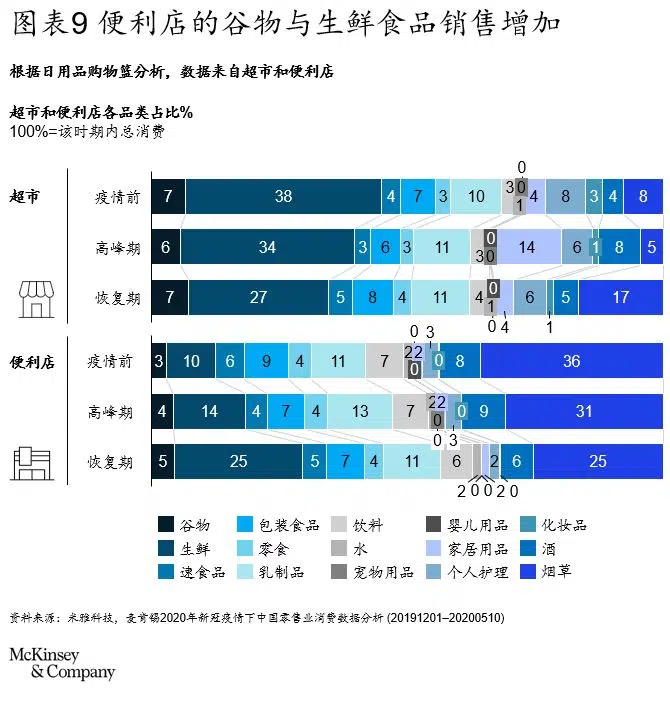 图表9 便利店的谷物与生鲜食品销售增加
根据日用品购物篮分析，数据来自超市和便利店
超市和便利店各品类占比%
100%=该时期内总消费
超市
疫情前 7 38 4 7 3 10 3 0 0 1 4 8 3 4 8
高峰期 6 34 3 6 3 11 3 0 0 14 6 1 8 5
恢复期 7 27 5 8 4 11 4 0 1 0 4 6 1 5 17
便利店
疫情前 3 10 6 9 4 11 7 2 0 0 2 3 0 8 36
高峰期 4 14 4 7 4 13 7 2 0 0 2 3 0 9 31
恢复期 5 25 5 7 4 11 6 2 0 0 2 2 0 6 25
谷物 包装食品 饮料 婴儿用品 化妆品
生鲜 零食 水 家居用品 酒
速食品 乳制品 宠物用品 个人护理 烟草
资料来源：米雅科技，麦肯锡2020年新冠疫情下中国零售业消费数据分析 (20191201–20200510)
McKinsey
& Company